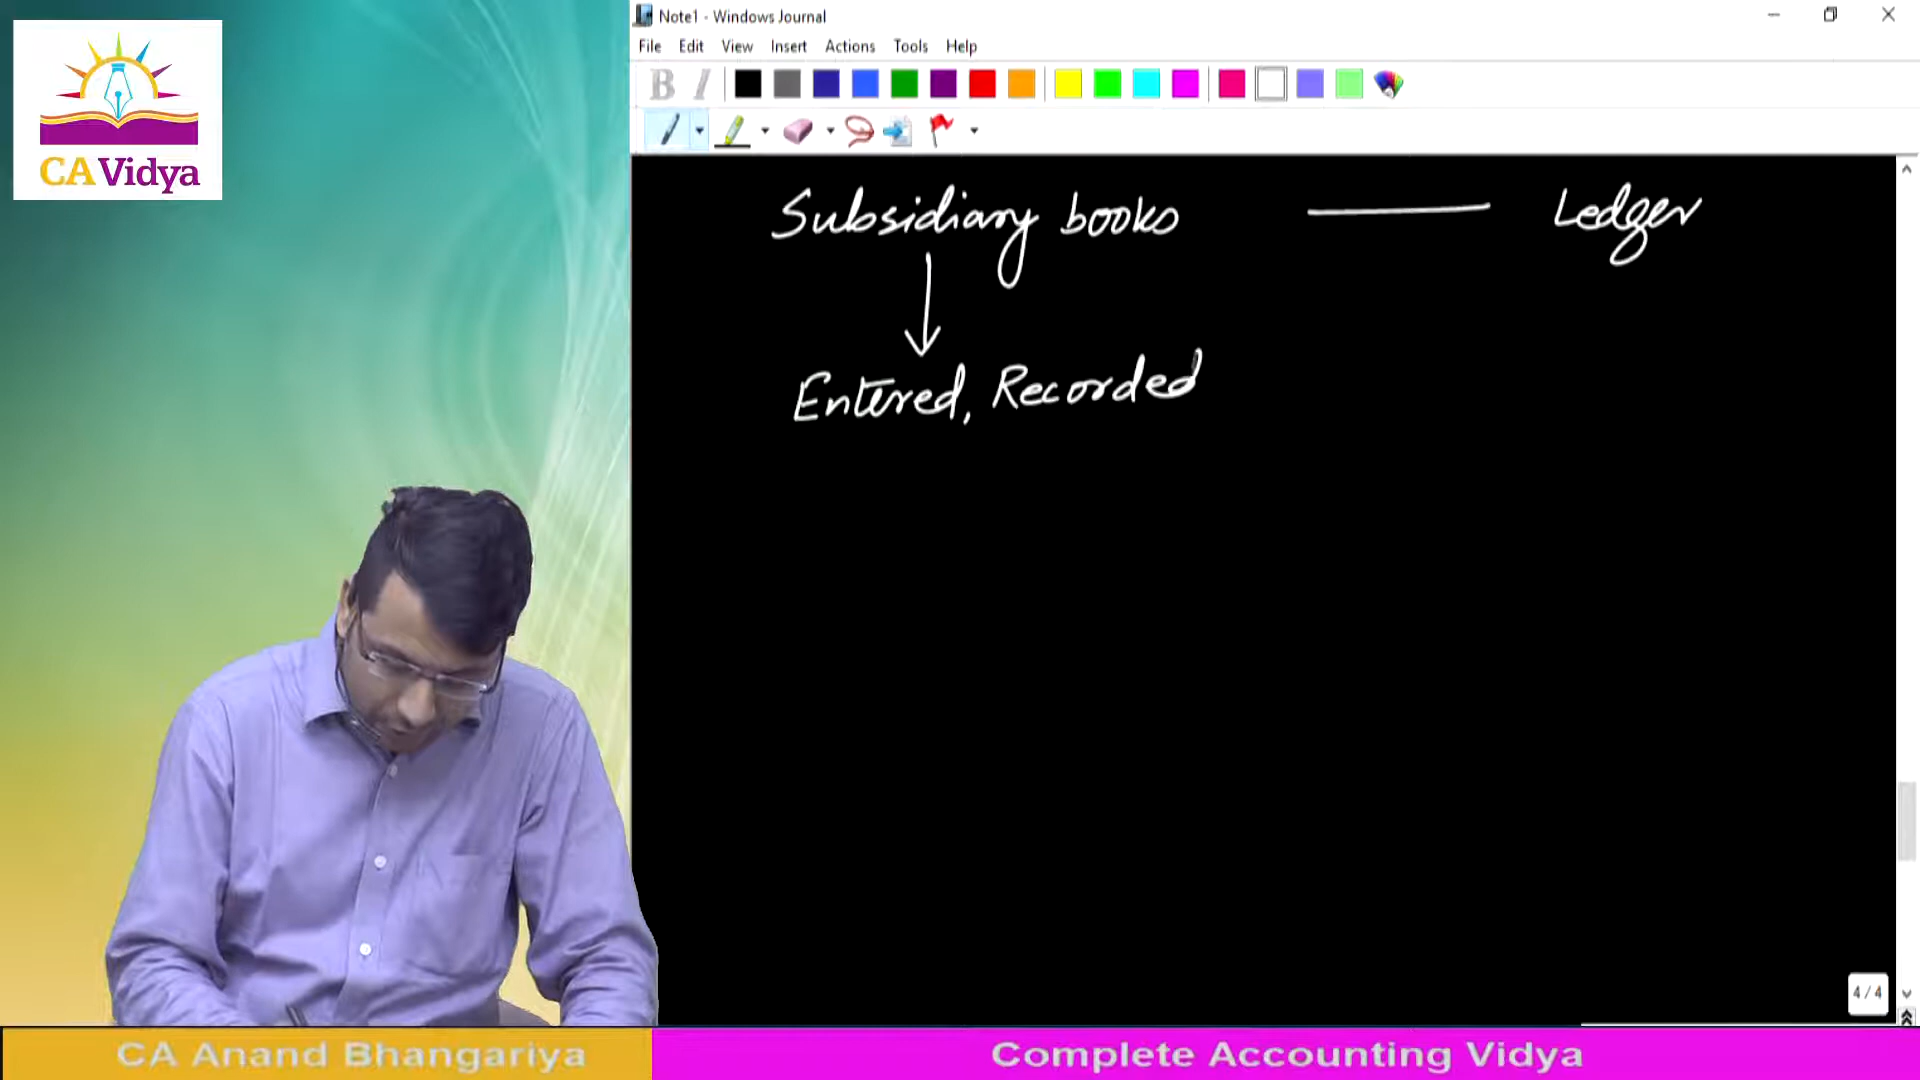 CA Vidya
Note1 - Windows Journal
File Edit View Insert Actions Tools Help
B I
Subsidiary books — Ledger
Entered, Recorded
4 / 4
CA Anand Bhangariya
Complete Accounting Vidya